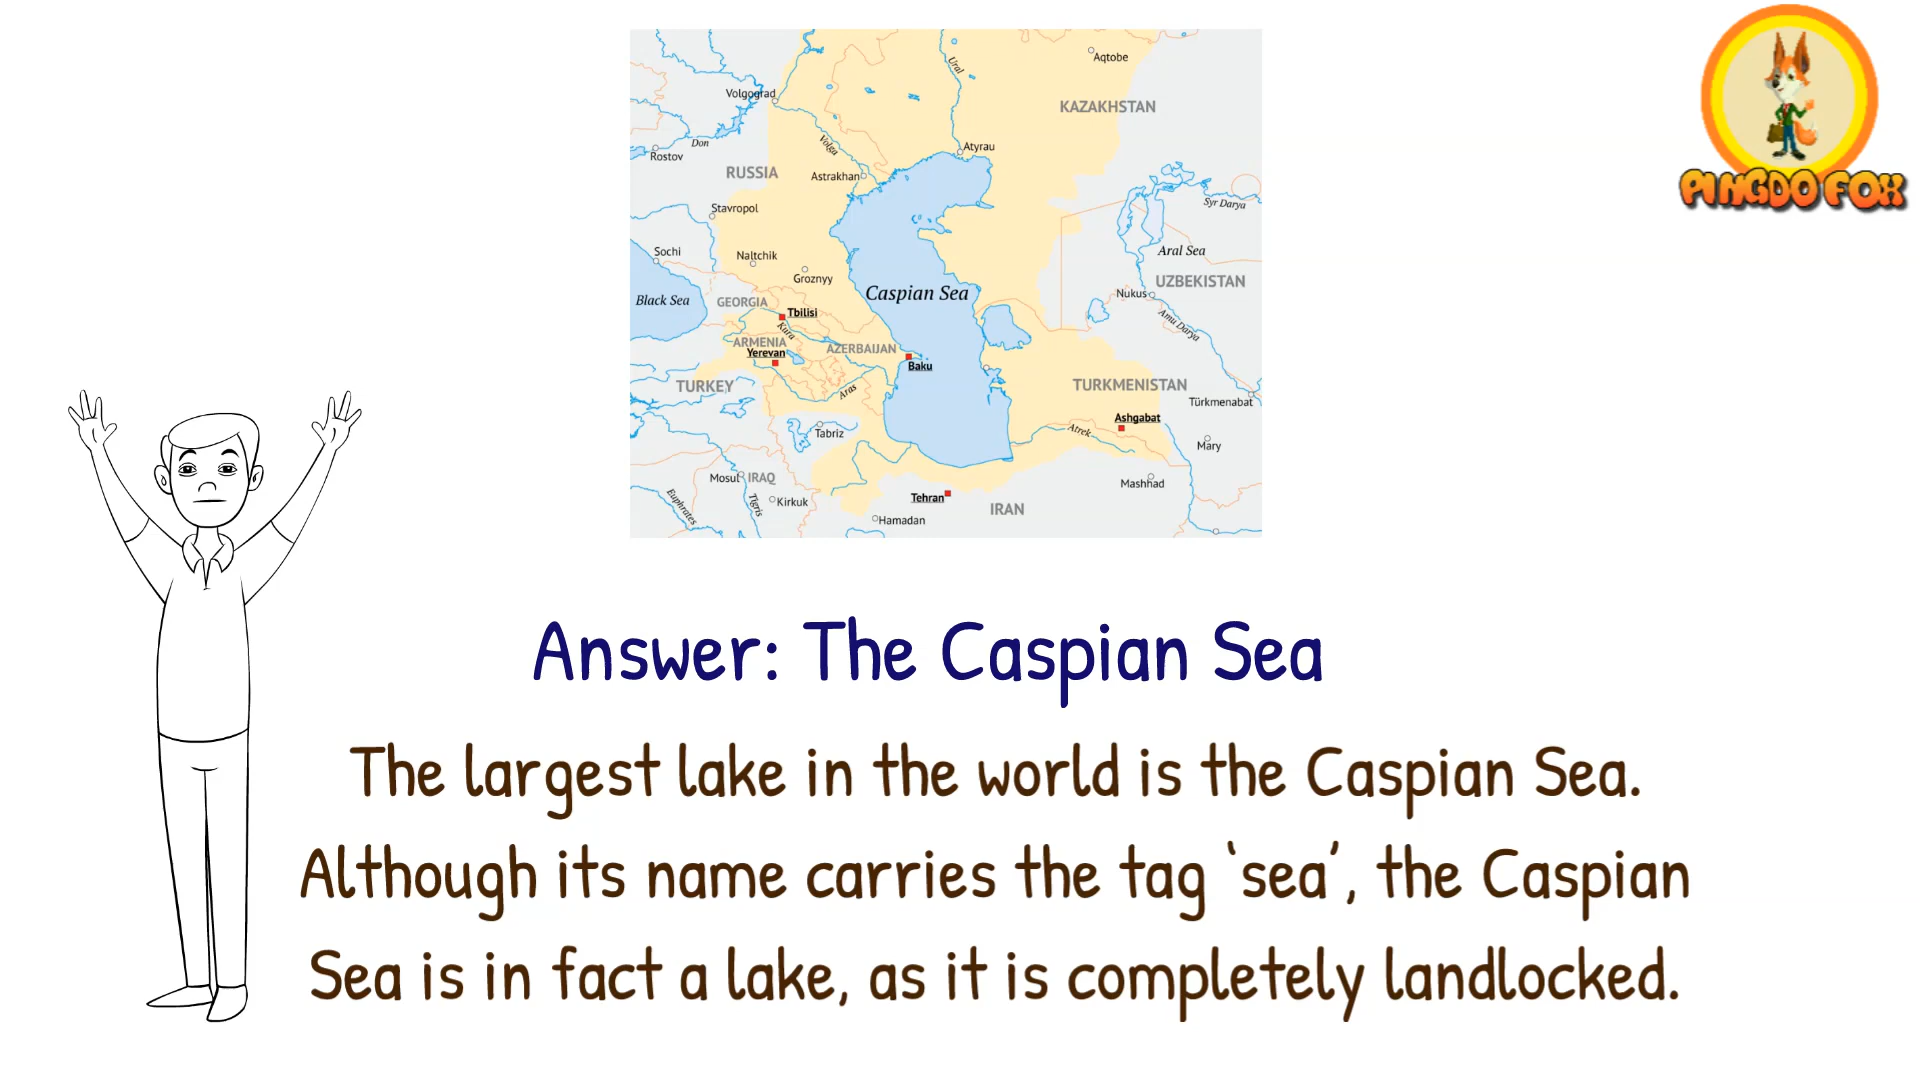 PINGDO FOX
Aqtobe
Ural
Volgograd
KAZAKHSTAN
Don
Volga
Atyrau
Rostov
RUSSIA
Astrakhan
Syr Darya
Stavropol
Sochi
Naltchik
Aral Sea
Groznyy
UZBEKISTAN
Black Sea
GEORGIA
Caspian Sea
Nukus
Tbilisi
Kura
Amu Darya
ARMENIA
AZERBAIJAN
Yerevan
Baku
TURKEY
Aras
TURKMENISTAN
Türkmenabat
Ashgabat
Tabriz
Atrek
Mary
Mosul
IRAQ
Mashhad
Euphrates
Tigris
Kirkuk
Tehran
IRAN
Hamadan
Answer: The Caspian Sea
The largest lake in the world is the Caspian Sea.
Although its name carries the tag ‘sea’, the Caspian
Sea is in fact a lake, as it is completely landlocked.